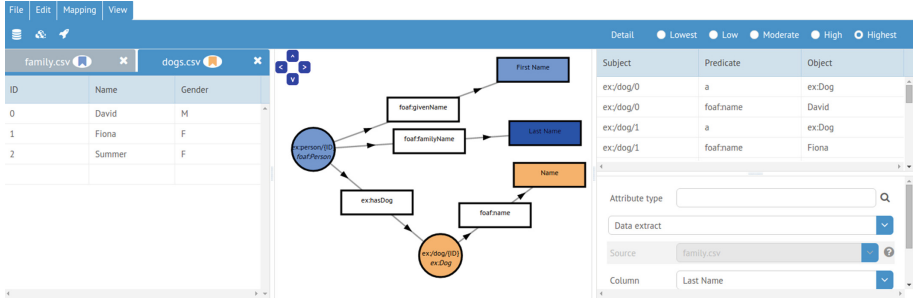 File Edit Mapping View
Detail Lowest Low Moderate High Highest
family.csv
dogs.csv
ID Name Gender
0 David M
1 Fiona F
2 Summer F
First Name
foaf:givenName
foaf:familyName
Last Name
ex:person/{ID}
foaf:Person
Name
ex:hasDog
foaf:name
ex:/dog/{ID}
ex:Dog
Subject Predicate Object
ex:/dog/0 a ex:Dog
ex:/dog/0 foaf:name David
ex:/dog/1 a ex:Dog
ex:/dog/1 foaf:name Fiona
Attribute type
Data extract
Source family.csv
Column Last Name